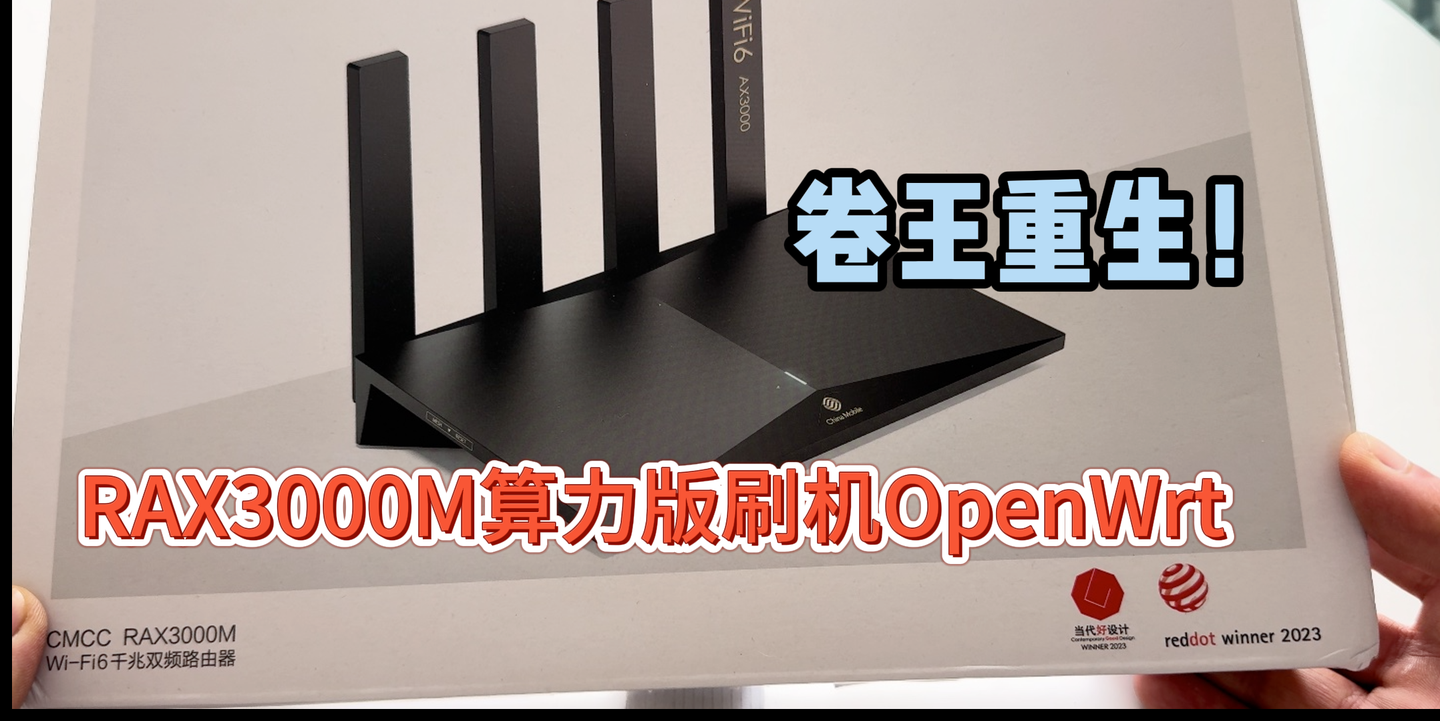 WiFi6 AX3000
卷王重生!
China Mobile
RAX3000M算力版刷机OpenWrt
CMCC RAX3000M
Wi-Fi6千兆双频路由器
当代好设计
Contemporary Good Design
WINNER 2023
reddot winner 2023